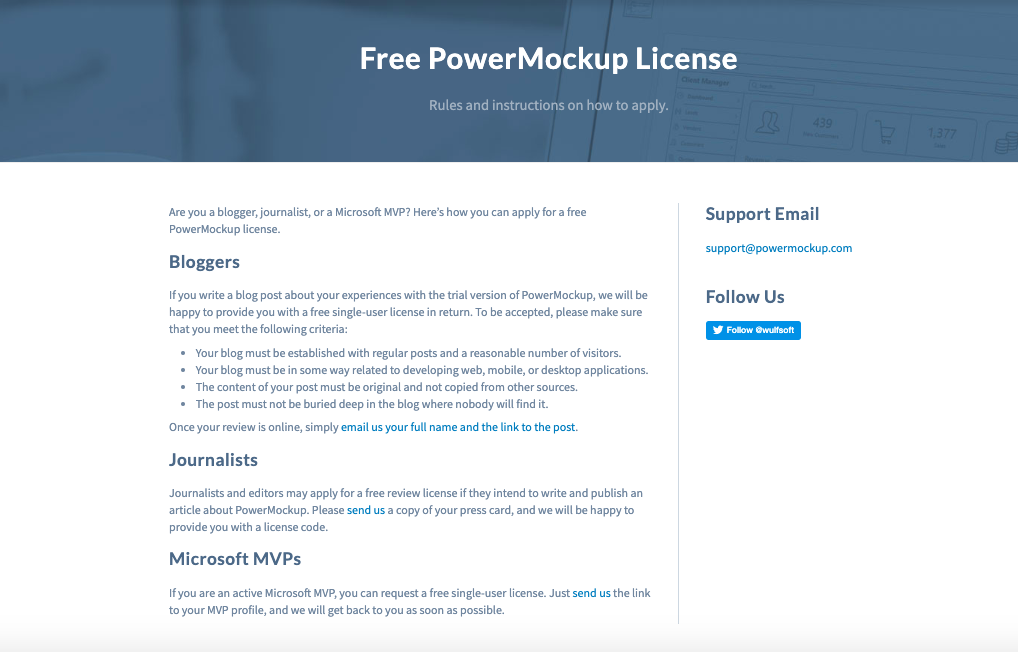 Free PowerMockup License
Rules and instructions on how to apply.
Client Manager
439
1,377
Are you a blogger, journalist, or a Microsoft MVP? Here’s how you can apply for a free
PowerMockup license.
Bloggers
If you write a blog post about your experiences with the trial version of PowerMockup, we will be
happy to provide you with a free single-user license in return. To be accepted, please make sure
that you meet the following criteria:
• Your blog must be established with regular posts and a reasonable number of visitors.
• Your blog must be in some way related to developing web, mobile, or desktop applications.
• The content of your post must be original and not copied from other sources.
• The post must not be buried deep in the blog where nobody will find it.
Once your review is online, simply email us your full name and the link to the post.
Journalists
Journalists and editors may apply for a free review license if they intend to write and publish an
article about PowerMockup. Please send us a copy of your press card, and we will be happy to
provide you with a license code.
Microsoft MVPs
If you are an active Microsoft MVP, you can request a free single-user license. Just send us the link
to your MVP profile, and we will get back to you as soon as possible.
Support Email
support@powermockup.com
Follow Us
Follow @wulfsoft